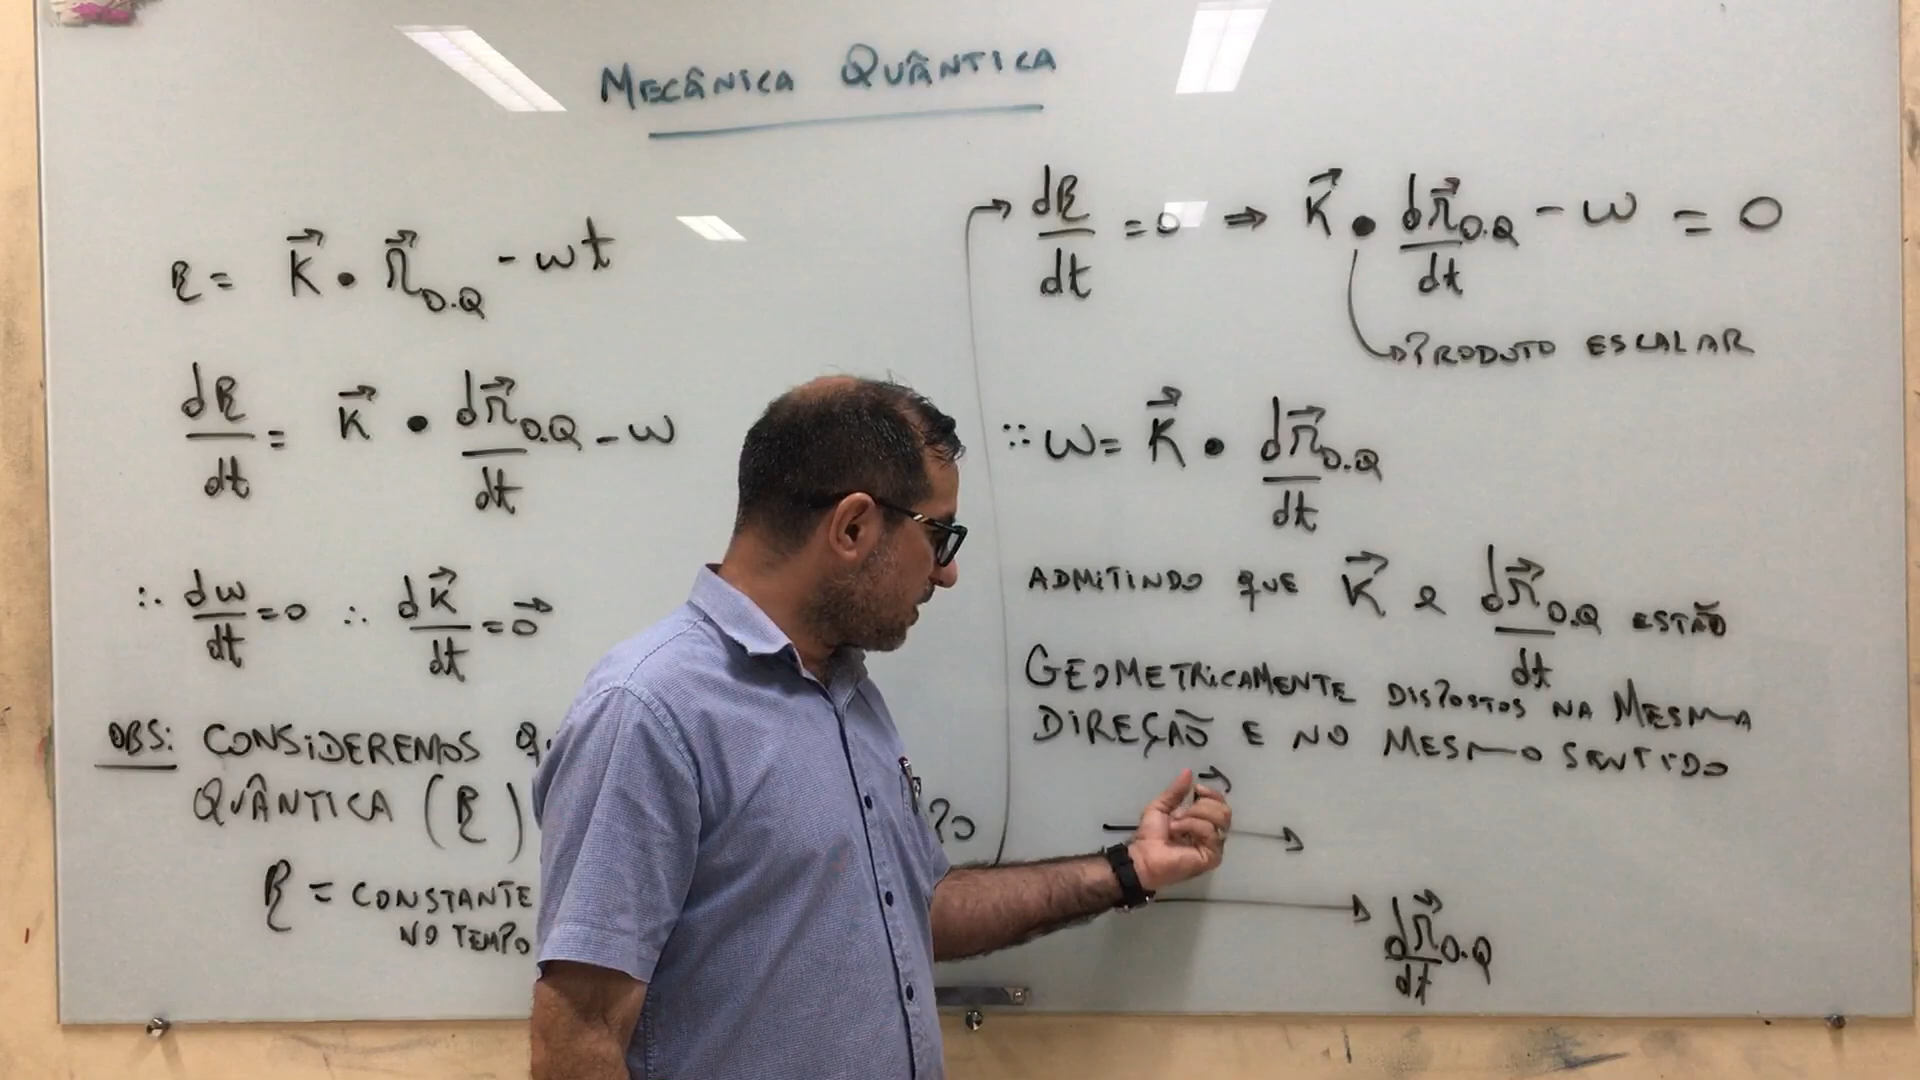 MECÂNICA QUÂNTICA
R = K⃗ • r⃗_{O.Q} - ωt
dR/dt = K⃗ • dr⃗_{O.Q}/dt - ω
∴ dω/dt = 0 ∴ dK⃗/dt = 0⃗
OBS: CONSIDEREMOS
QUÂNTICA (R)
R = CONSTANTE
NO TEMPO
dR/dt = 0 ⇒ K⃗ • dr⃗_{O.Q}/dt - ω = 0
PRODUTO ESCALAR
∵ ω = K⃗ • dr⃗_{O.Q}/dt
ADMITINDO QUE K⃗ e dr⃗_{O.Q}/dt ESTÃO
GEOMETRICAMENTE DISPOSTOS NA MESMA
DIREÇÃO E NO MESMO SENTIDO
dr⃗_{O.Q}/dt